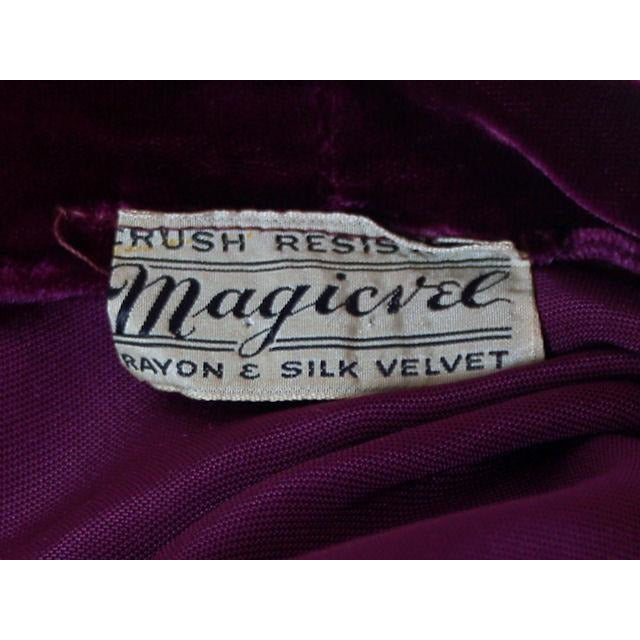 CRUSH RESIS
Magicvel
RAYON & SILK VELVET